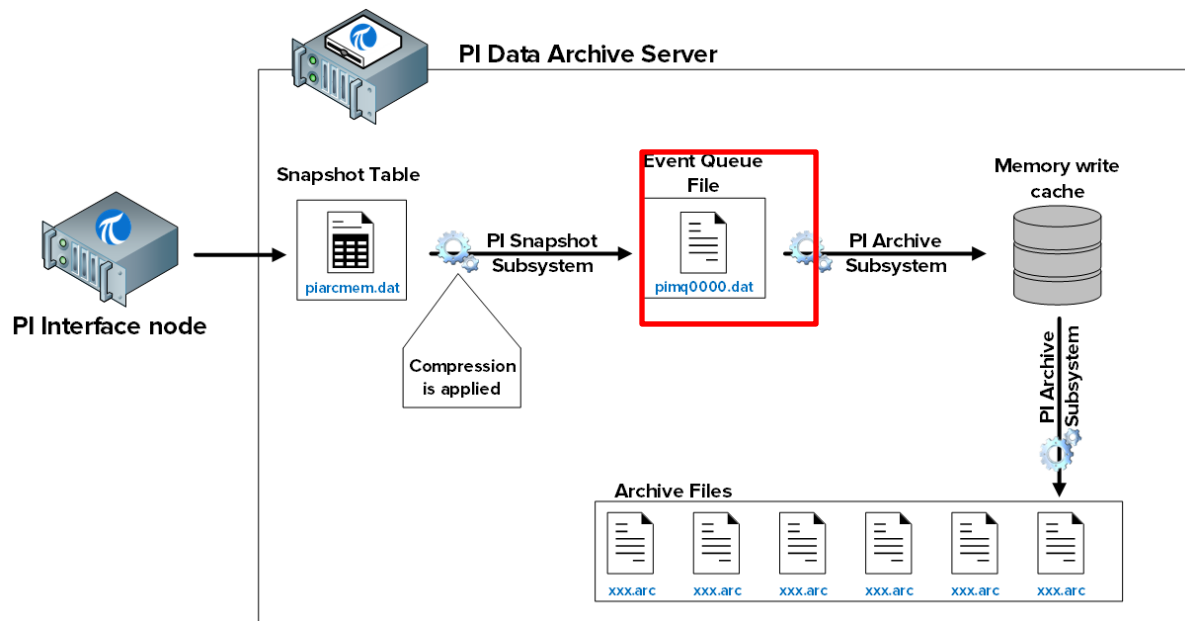 PI Data Archive Server
PI Interface node
Snapshot Table
piarcmem.dat
PI Snapshot
Subsystem
Compression
is applied
Event Queue
File
pimq0000.dat
PI Archive
Subsystem
Memory write
cache
PI Archive
Subsystem
Archive Files
xxx.arc
xxx.arc
xxx.arc
xxx.arc
xxx.arc
xxx.arc